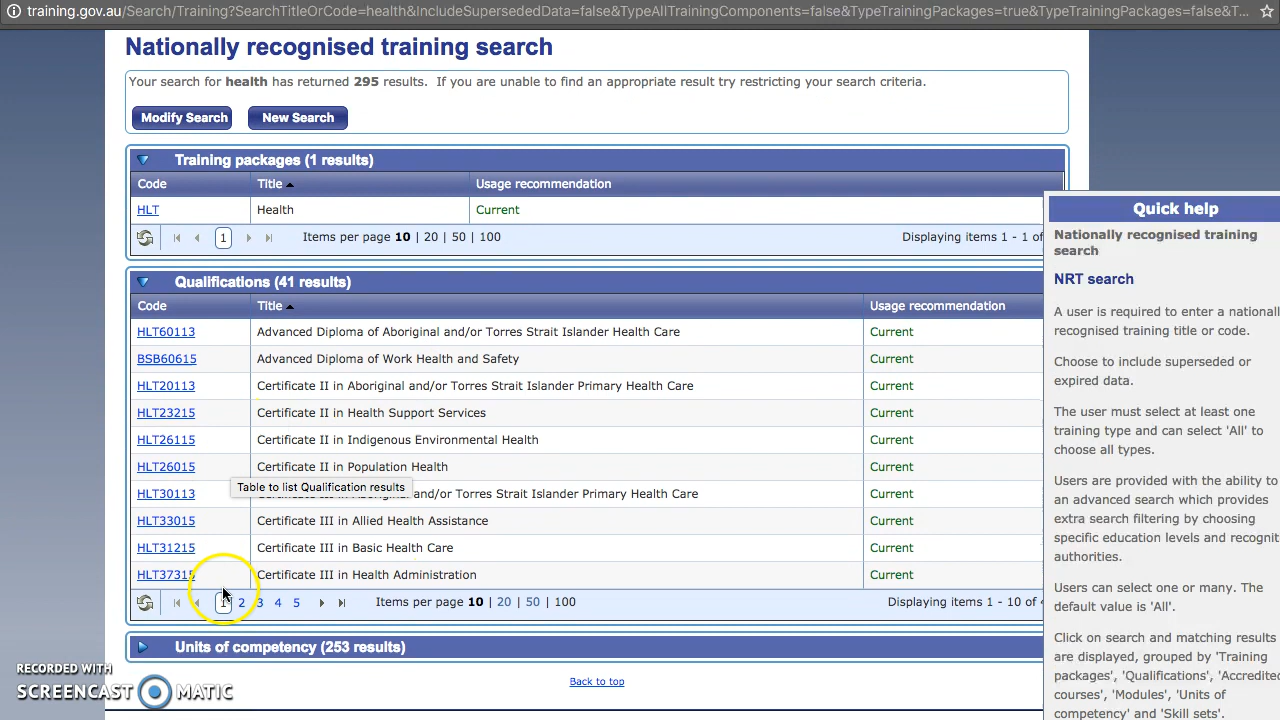 training.gov.au/Search/Training?SearchTitleOrCode=health&IncludeSupersededData=false&TypeAllTrainingComponents=false&TypeTrainingPackages=true&TypeTrainingPackages=false&T...
Nationally recognised training search
Your search for health has returned 295 results. If you are unable to find an appropriate result try restricting your search criteria.
Modify Search New Search
Training packages (1 results)
Code Title Usage recommendation
HLT Health Current
1 Items per page 10 | 20 | 50 | 100 Displaying items 1 - 1 of
Qualifications (41 results)
Code Title Usage recommendation
HLT60113 Advanced Diploma of Aboriginal and/or Torres Strait Islander Health Care Current
BSB60615 Advanced Diploma of Work Health and Safety Current
HLT20113 Certificate II in Aboriginal and/or Torres Strait Islander Primary Health Care Current
HLT23215 Certificate II in Health Support Services Current
HLT26115 Certificate II in Indigenous Environmental Health Current
HLT26015 Certificate II in Population Health Current
Table to list Qualification results
HLT30113 and/or Torres Strait Islander Primary Health Care Current
HLT33015 Certificate III in Allied Health Assistance Current
HLT31215 Certificate III in Basic Health Care Current
HLT37315 Certificate III in Health Administration Current
1 2 3 4 5 Items per page 10 | 20 | 50 | 100 Displaying items 1 - 10 of
Units of competency (253 results)
Back to top
Quick help
Nationally recognised training
search
NRT search
A user is required to enter a nationall
recognised training title or code.
Choose to include superseded or
expired data.
The user must select at least one
training type and can select 'All' to
choose all types.
Users are provided with the ability to
an advanced search which provides
extra search filtering by choosing
specific education levels and recognit
authorities.
Users can select one or many. The
default value is 'All'.
Click on search and matching results
are displayed, grouped by 'Training
packages', 'Qualifications', 'Accredite
courses', 'Modules', 'Units of
competency' and 'Skill sets'.
RECORDED WITH
SCREENCAST MATIC